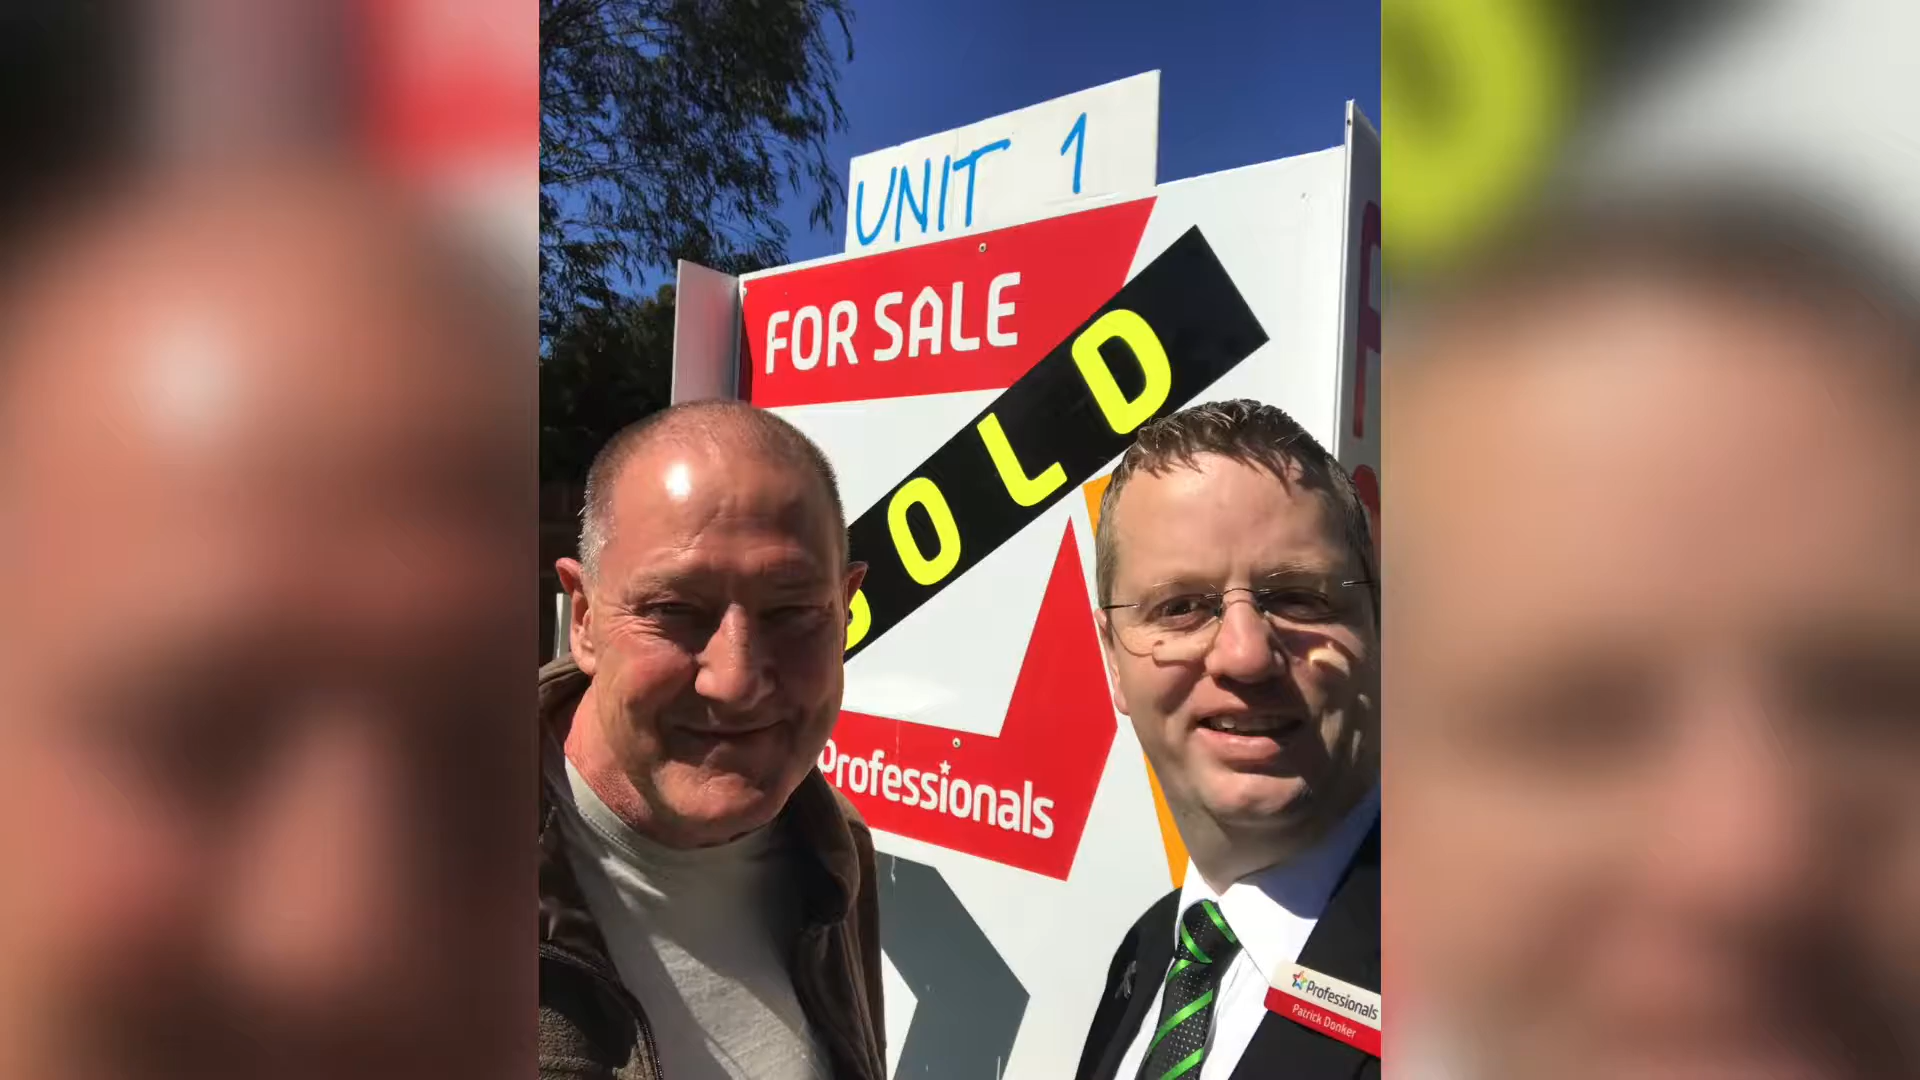 UNIT 1
FOR SALE
SOLD
Professionals
Professionals
Patrick Donker